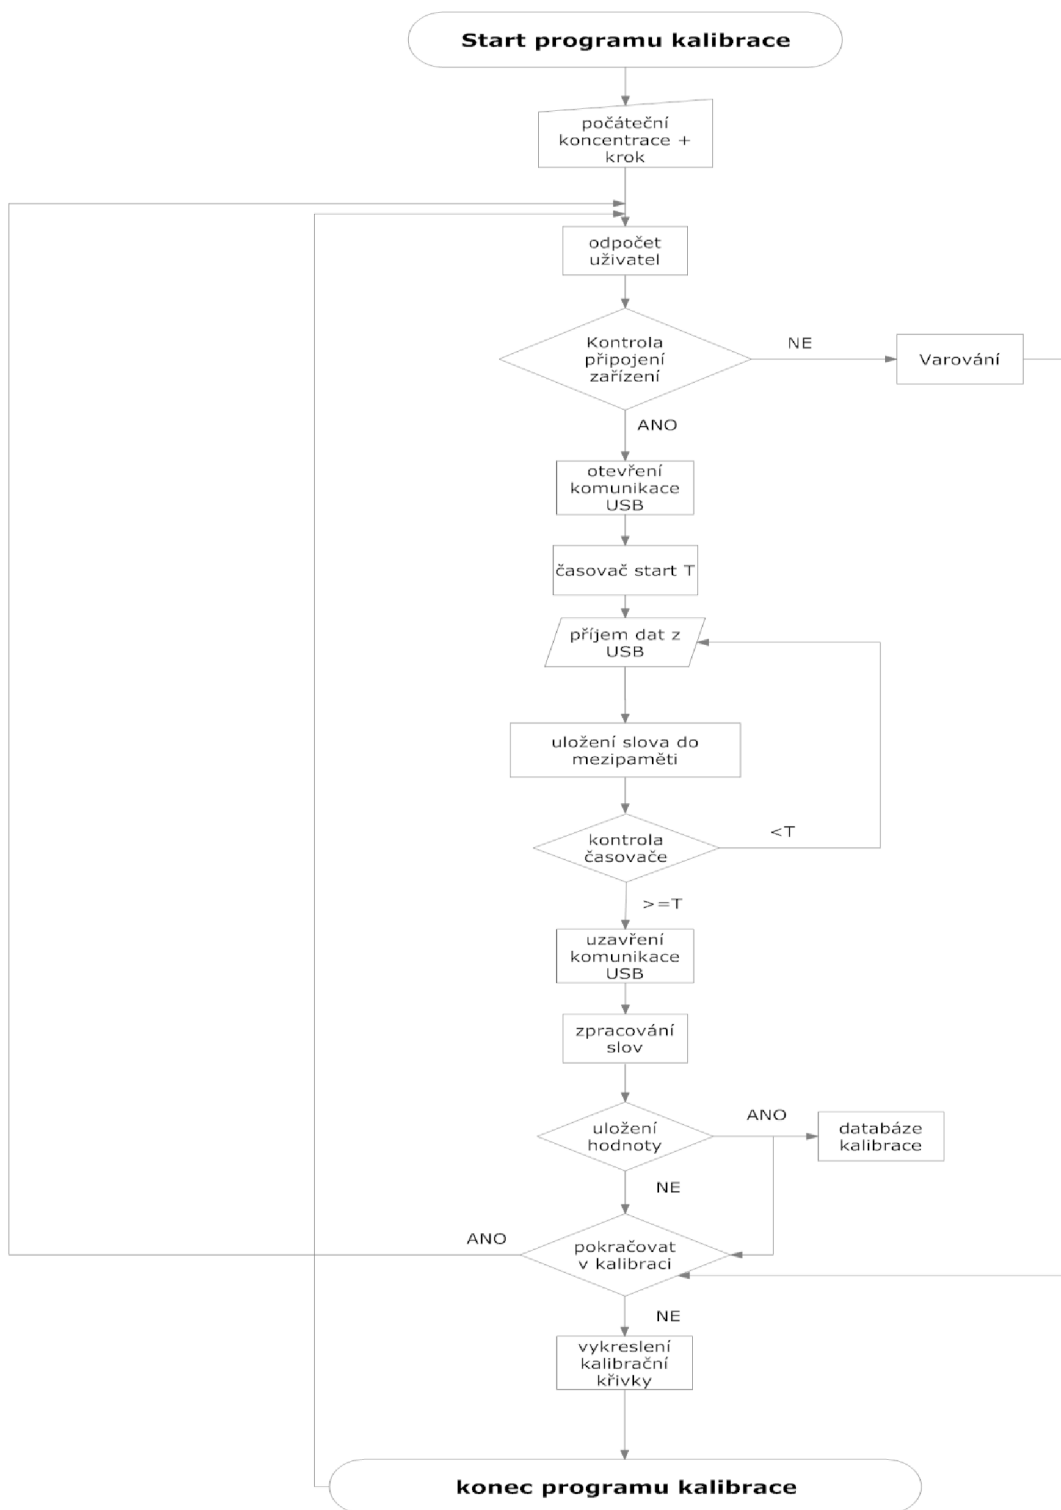 Start programu kalibrace
počáteční
koncentrace +
krok
odpočet
uživatel
Kontrola
připojení
zařízení
NE
Varování
ANO
otevření
komunikace
USB
časovač start T
příjem dat z
USB
uložení slova do
mezipaměti
kontrola
časovače
<T
>=T
uzavření
komunikace
USB
zpracování
slov
uložení
hodnoty
ANO
databáze
kalibrace
NE
ANO
pokračovat
v kalibraci
NE
vykreslení
kalibrační
křivky
konec programu kalibrace